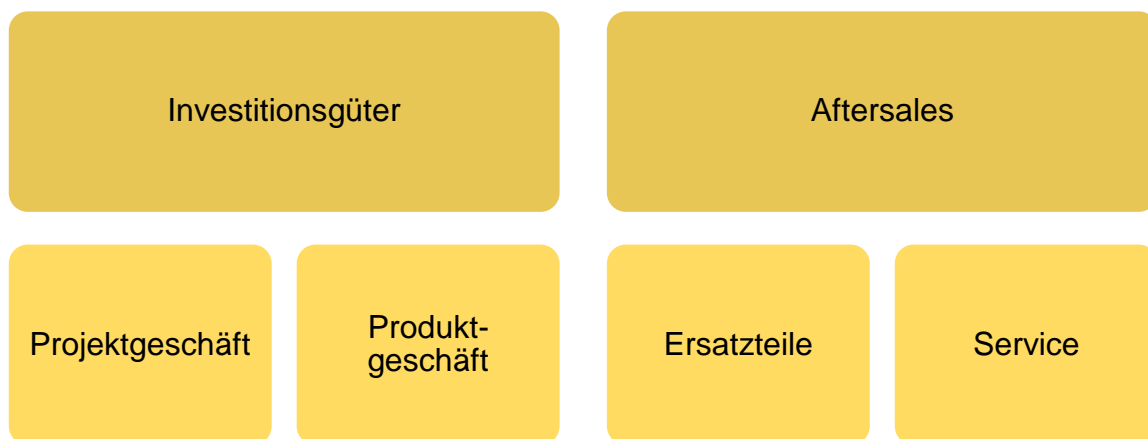 Investitionsgüter
Aftersales
Projektgeschäft
Produkt-
geschäft
Ersatzteile
Service